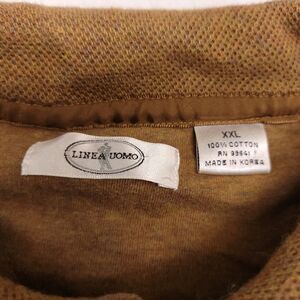 LINEA UOMO
XXL
100% COTTON
MADE IN KOREA